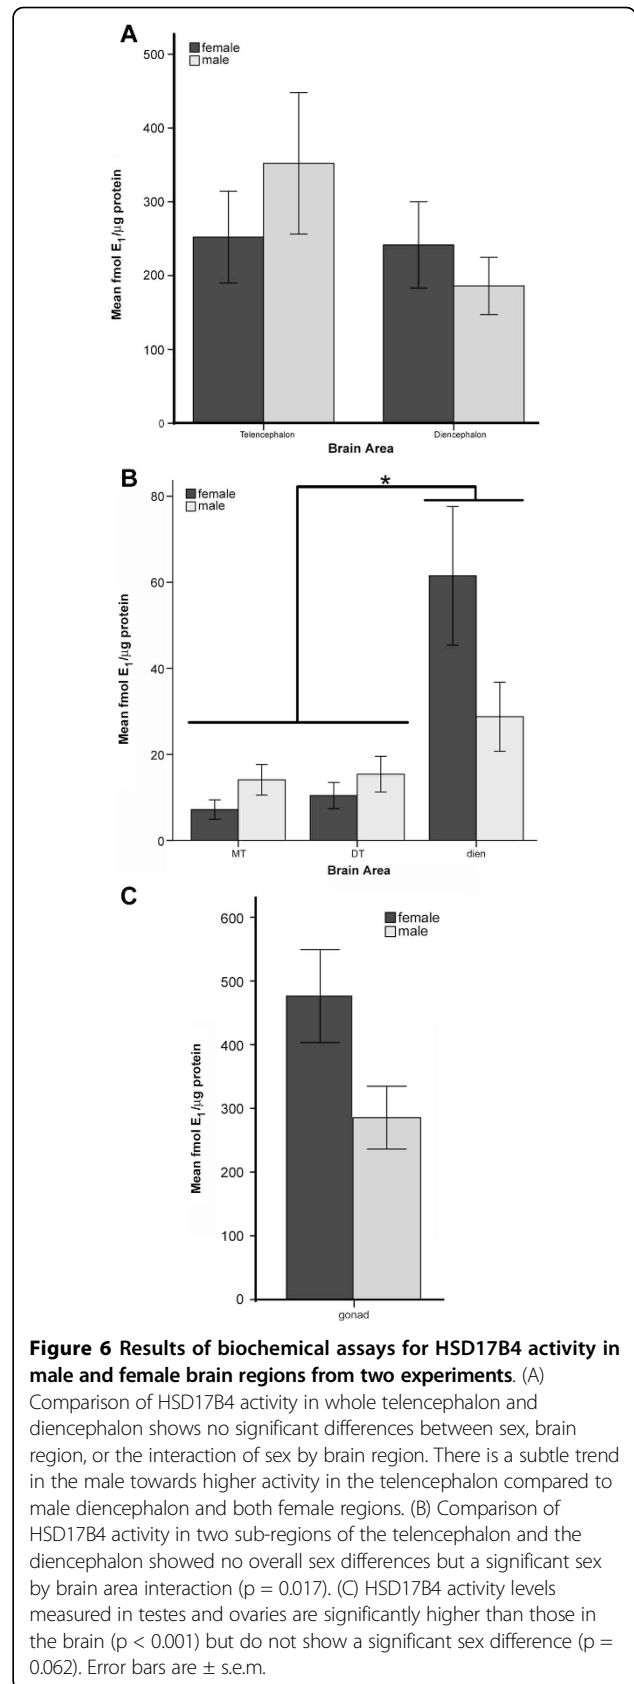 A
female
male
500
400
300
200
100
0
Mean fmol E₁/µg protein
Telencephalon Diencephalon
Brain Area
B
female
male
*
80
60
40
20
0
Mean fmol E₁/µg protein
MT DT dien
Brain Area
C
female
male
600
500
400
300
200
100
0
Mean fmol E₁/µg protein
gonad
Figure 6 Results of biochemical assays for HSD17B4 activity in
male and female brain regions from two experiments. (A)
Comparison of HSD17B4 activity in whole telencephalon and
diencephalon shows no significant differences between sex, brain
region, or the interaction of sex by brain region. There is a subtle trend
in the male towards higher activity in the telencephalon compared to
male diencephalon and both female regions. (B) Comparison of
HSD17B4 activity in two sub-regions of the telencephalon and the
diencephalon showed no overall sex differences but a significant sex
by brain area interaction (p = 0.017). (C) HSD17B4 activity levels
measured in testes and ovaries are significantly higher than those in
the brain (p < 0.001) but do not show a significant sex difference (p =
0.062). Error bars are ± s.e.m.